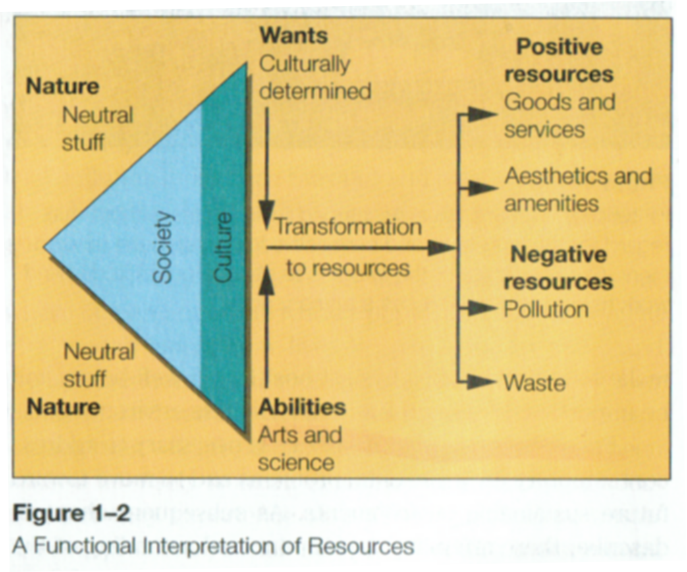 Nature
Neutral
stuff
Society
Culture
Neutral
stuff
Nature
Wants
Culturally
determined
Transformation
to resources
Abilities
Arts and
science
Positive
resources
Goods and
services
Aesthetics and
amenities
Negative
resources
Pollution
Waste
Figure 1–2
A Functional Interpretation of Resources